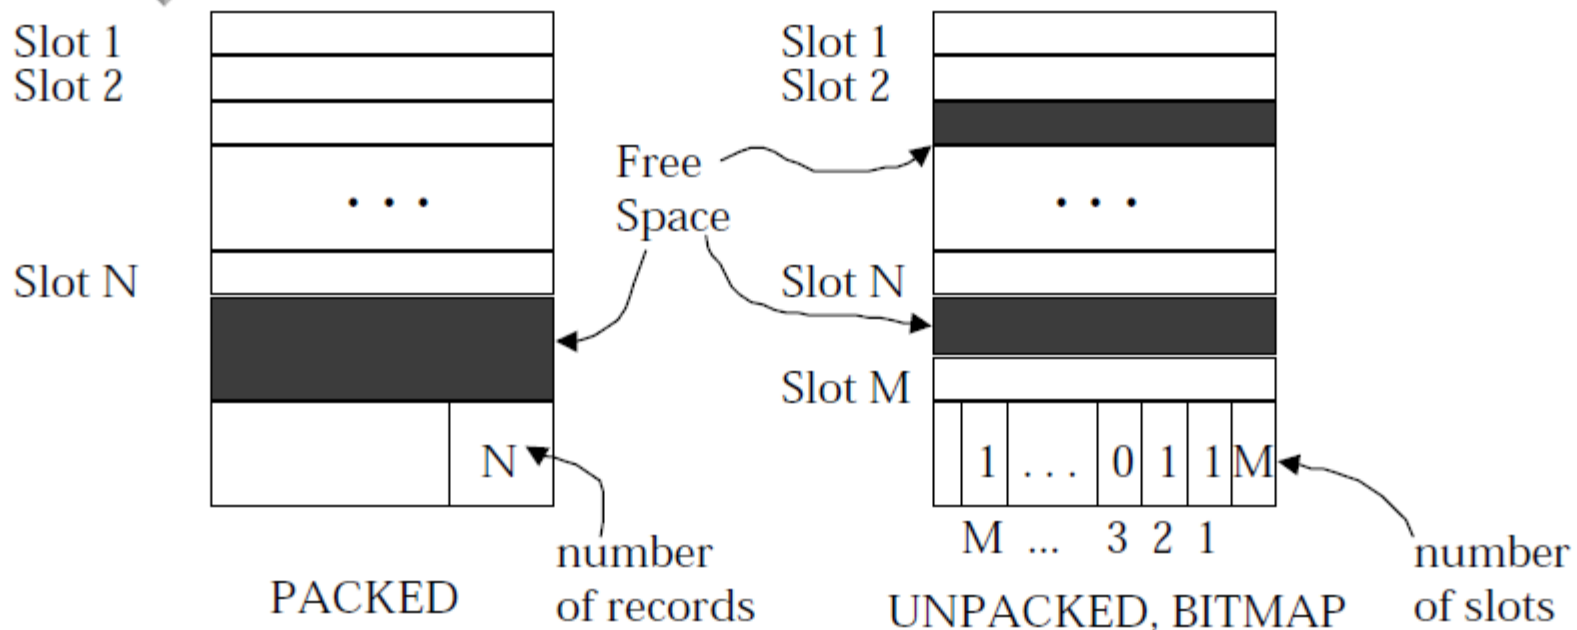 Slot 1
Slot 2
. . .
Slot N
N
number
of records
PACKED
Free
Space
Slot 1
Slot 2
. . .
Slot N
Slot M
1 . . . 0 1 1 M
M ... 3 2 1
number
of slots
UNPACKED, BITMAP